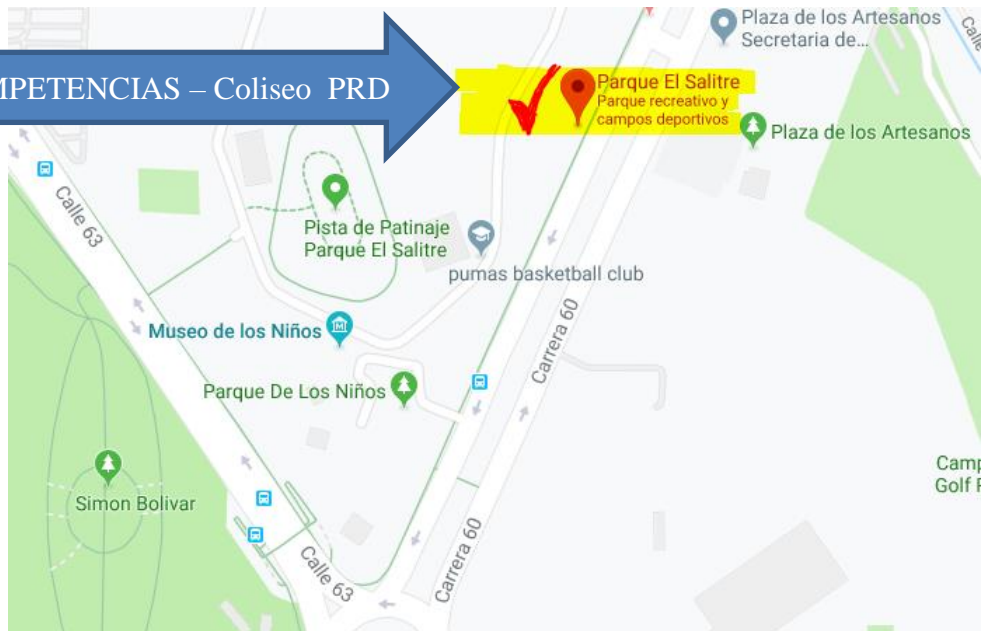 Plaza de los Artesanos
Secretaria de...
Calle
MPETENCIAS – Coliseo PRD
Parque El Salitre
Parque recreativo y
campos deportivos
Plaza de los Artesanos
Calle 63
Pista de Patinaje
Parque El Salitre
pumas basketball club
Museo de los Niños
Carrera 60
Parque De Los Niños
Camp
Golf
Simon Bolivar
Carrera 60
Calle 63